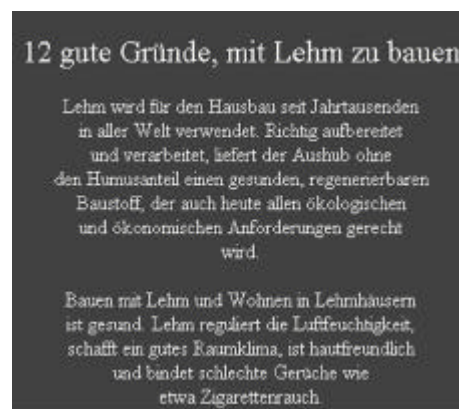 12 gute Gründe, mit Lehm zu bauen
Lehm wird für den Hausbau seit Jahrtausenden
in aller Welt verwendet. Richtig aufbereitet
und verarbeitet, liefert der Aushub ohne
den Humusanteil einen gesunden, regenerierbaren
Baustoff, der auch heute allen ökologischen
und ökonomischen Anforderungen gerecht
wird.
Bauen mit Lehm und Wohnen in Lehmhäusern
ist gesund. Lehm reguliert die Luftfeuchtigkeit,
schafft ein gutes Raumklima, ist hautfreundlich
und bindet schlechte Gerüche wie
etwa Zigarettenrauch.